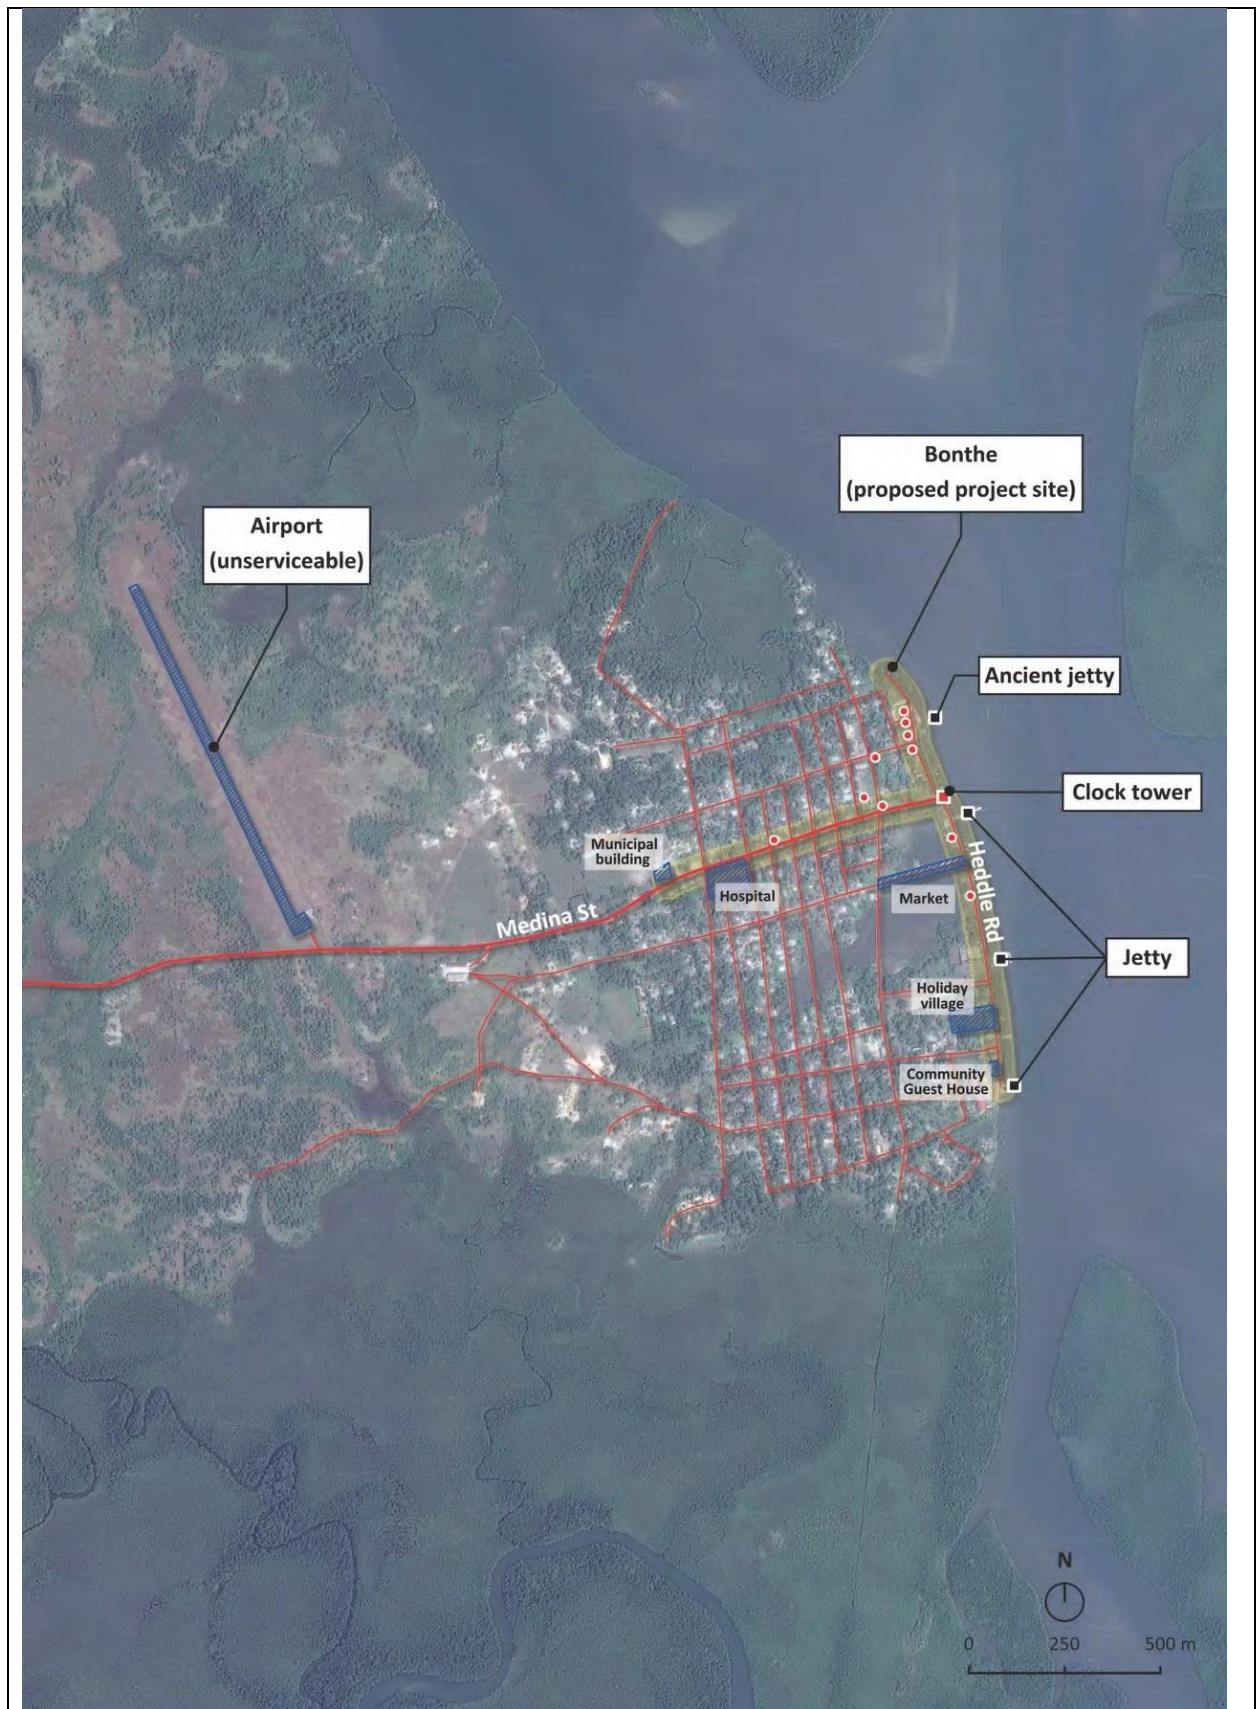 Bonthe
(proposed project site)
Airport
(unserviceable)
Ancient jetty
Clock tower
Municipal
building
Heddle Rd
Hospital
Market
Medina St
Jetty
Holiday
village
Community
Guest House
N
0 250 500 m